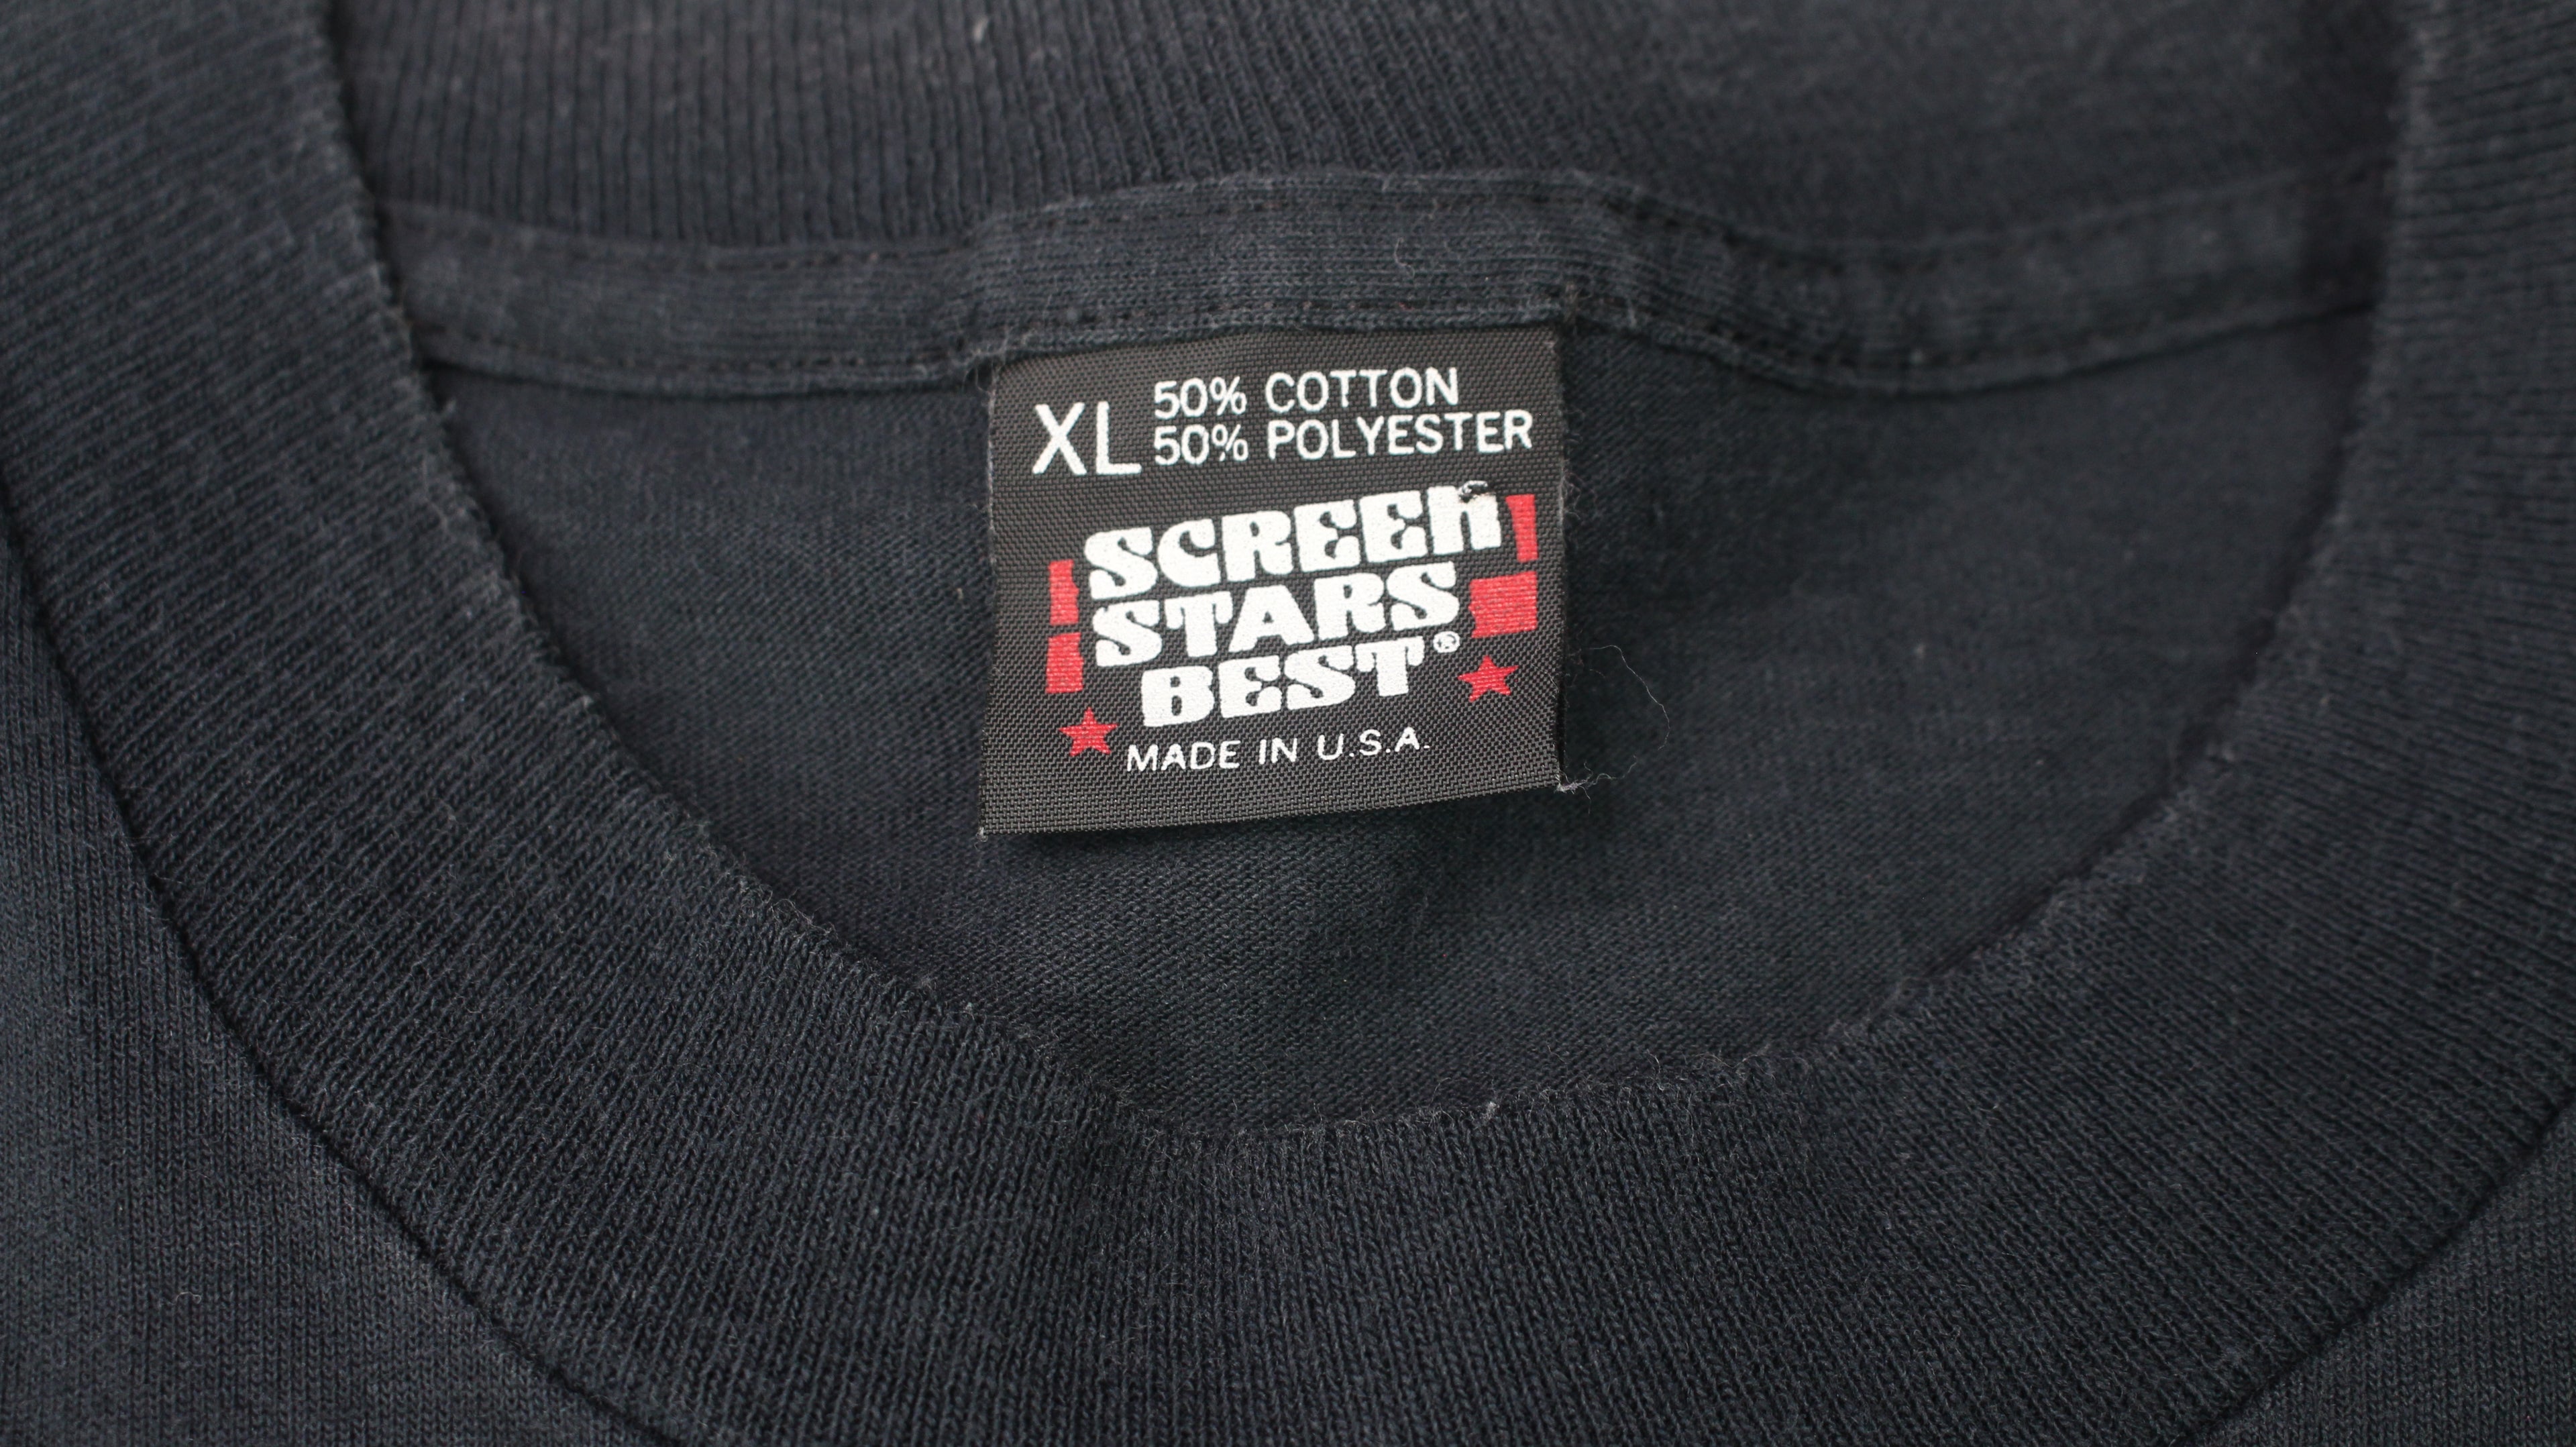 XL 50% COTTON
50% POLYESTER
SCREEN
STARS
BEST®
MADE IN U.S.A.